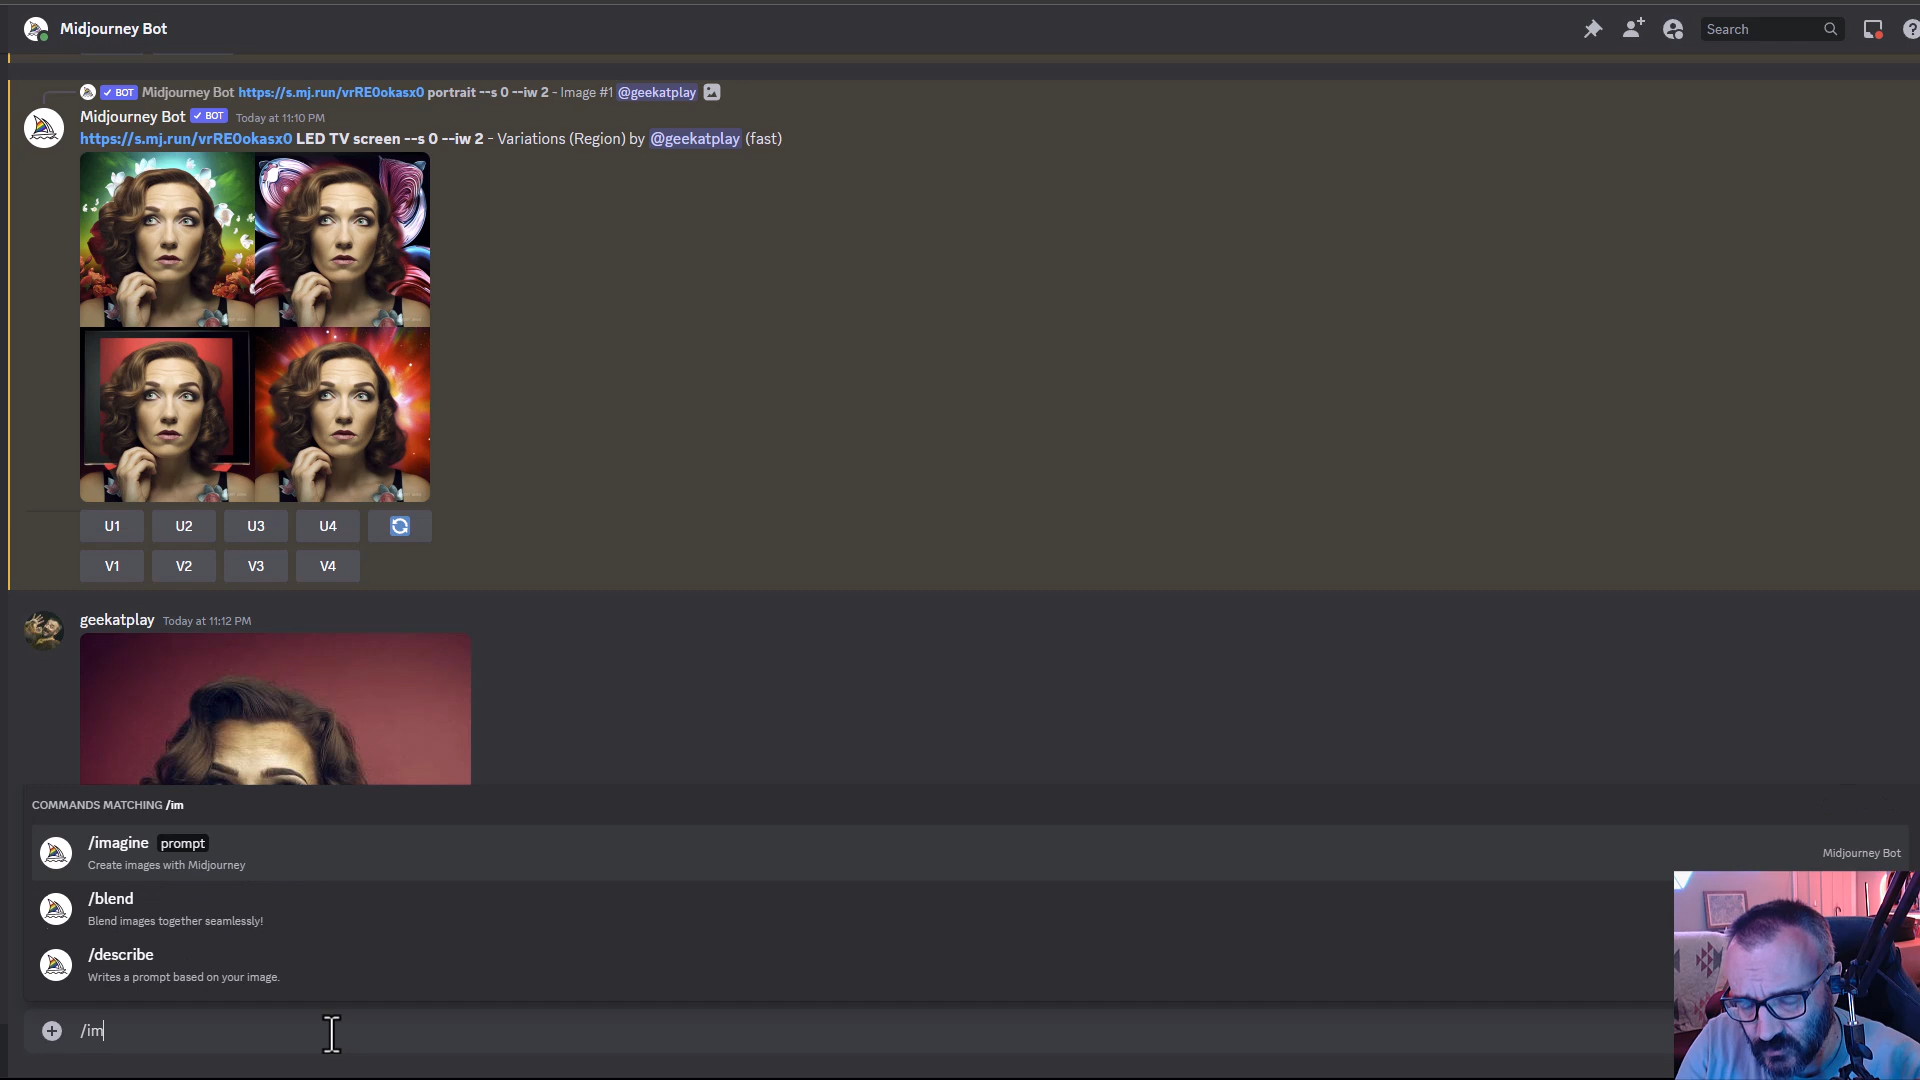 Midjourney Bot
Search
BOT Midjourney Bot https://s.mj.run/vrRE0okasx0 portrait --s 0 --iw 2 - Image #1 @geekatplay
Midjourney Bot BOT Today at 11:10 PM
https://s.mj.run/vrRE0okasx0 LED TV screen --s 0 --iw 2 - Variations (Region) by @geekatplay (fast)
U1 U2 U3 U4
V1 V2 V3 V4
geekatplay Today at 11:12 PM
COMMANDS MATCHING /im
/imagine prompt
Create images with Midjourney
Midjourney Bot
/blend
Blend images together seamlessly!
/describe
Writes a prompt based on your image.
/im